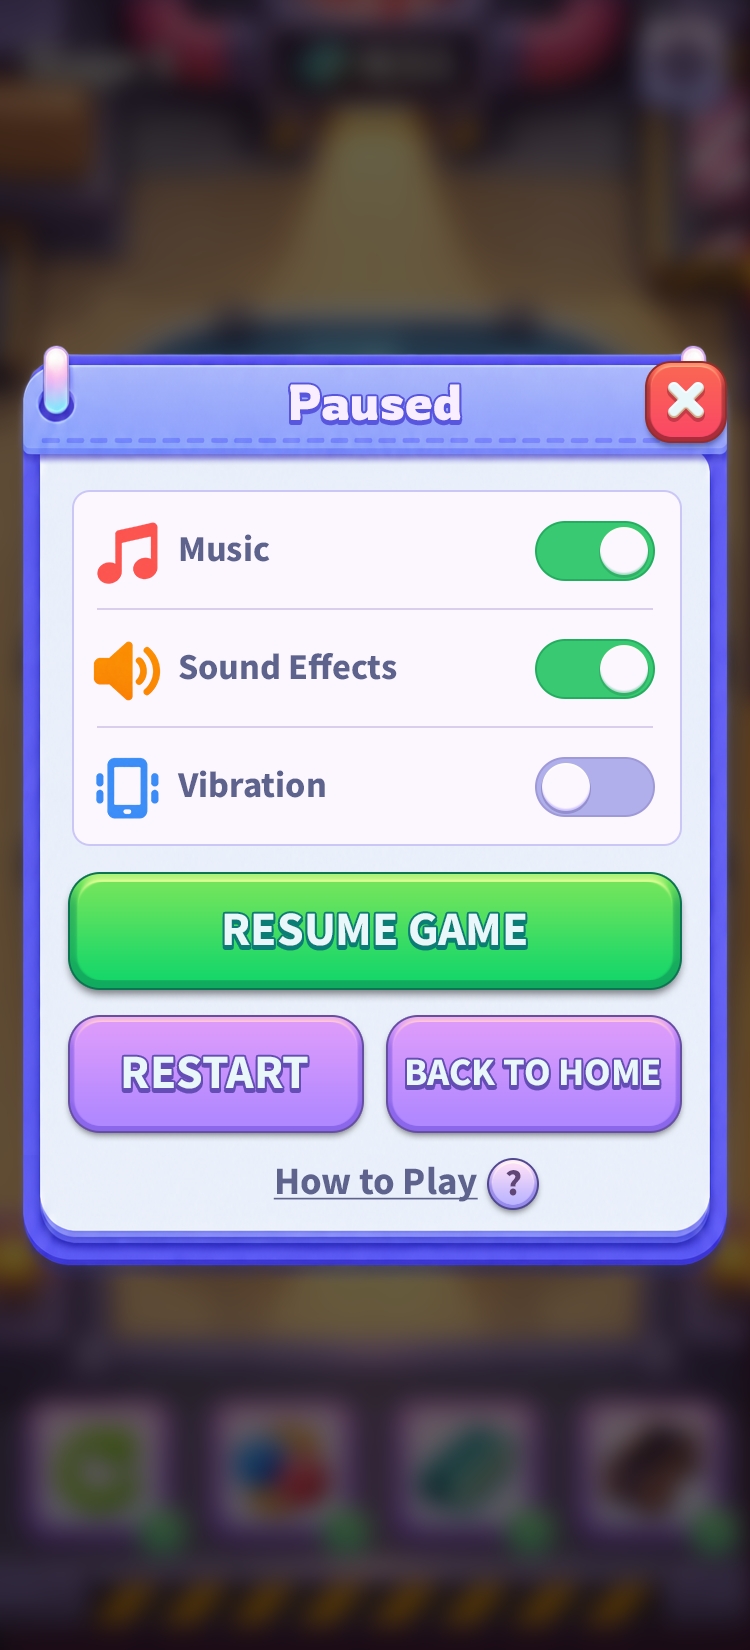 Paused
Music
Sound Effects
Vibration
RESUME GAME
RESTART
BACK TO HOME
How to Play ?